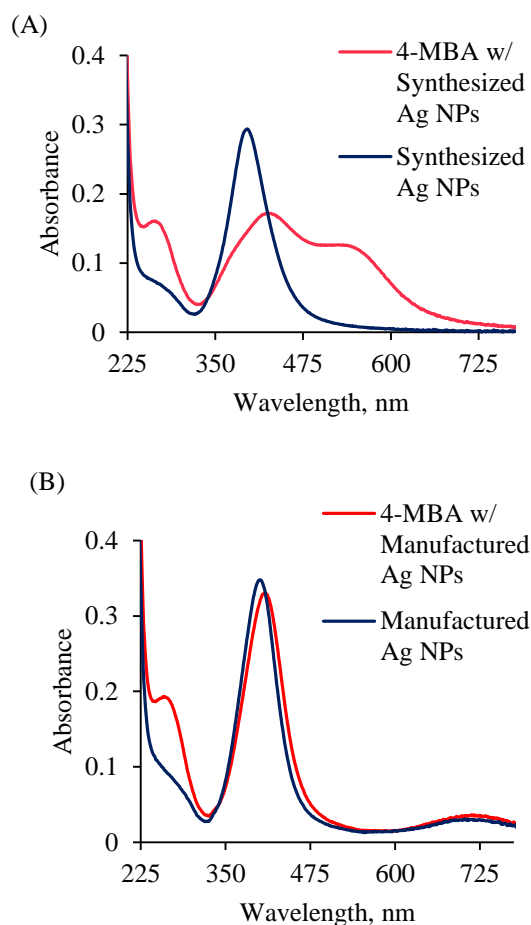 (A)
4-MBA w/
Synthesized
Ag NPs
Synthesized
Ag NPs
Absorbance
0.4
0.3
0.2
0.1
0
225 350 475 600 725
Wavelength, nm
(B)
4-MBA w/
Manufactured
Ag NPs
Manufactured
Ag NPs
Absorbance
0.4
0.3
0.2
0.1
0
225 350 475 600 725
Wavelength, nm